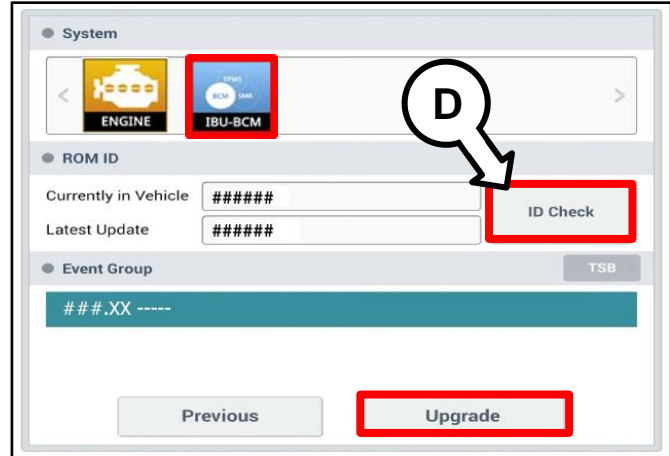 System
TPMS
BCM SMK
ENGINE
IBU-BCM
D
ROM ID
Currently in Vehicle ######
ID Check
Latest Update ######
Event Group TSB
###.XX -----
Previous Upgrade